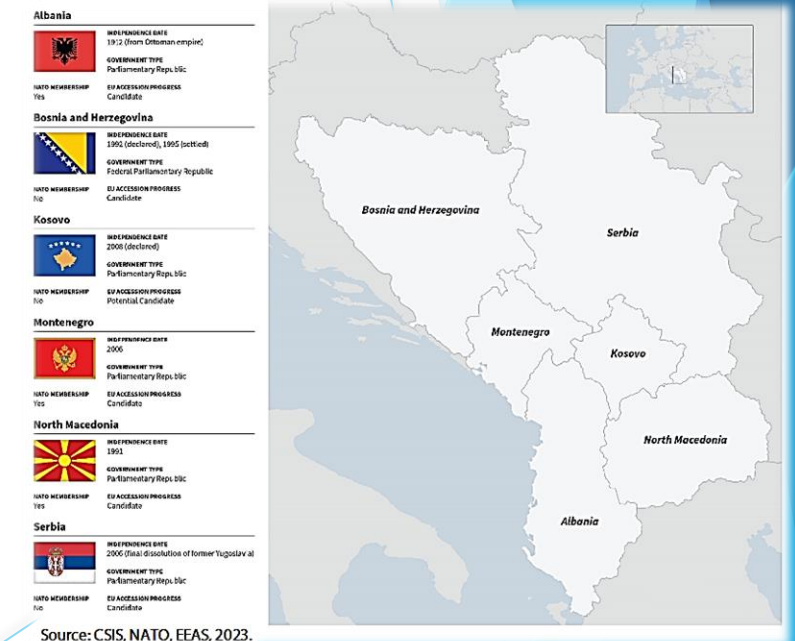 Albania
INDEPENDENCE DATE
1912 (from Ottoman empire)
GOVERNMENT TYPE
Parliamentary Republic
NATO MEMBERSHIP
Yes
EU ACCESSION PROGRESS
Candidate
Bosnia and Herzegovina
INDEPENDENCE DATE
1992 (declared), 1995 (settled)
GOVERNMENT TYPE
Federal Parliamentary Republic
NATO MEMBERSHIP
No
EU ACCESSION PROGRESS
Candidate
Kosovo
INDEPENDENCE DATE
2008 (declared)
GOVERNMENT TYPE
Parliamentary Republic
NATO MEMBERSHIP
No
EU ACCESSION PROGRESS
Potential Candidate
Montenegro
INDEPENDENCE DATE
2006
GOVERNMENT TYPE
Parliamentary Republic
NATO MEMBERSHIP
Yes
EU ACCESSION PROGRESS
Candidate
North Macedonia
INDEPENDENCE DATE
1991
GOVERNMENT TYPE
Parliamentary Republic
NATO MEMBERSHIP
Yes
EU ACCESSION PROGRESS
Candidate
Serbia
INDEPENDENCE DATE
2006 (final dissolution of former Yugoslavia)
GOVERNMENT TYPE
Parliamentary Republic
NATO MEMBERSHIP
No
EU ACCESSION PROGRESS
Candidate
Source: CSIS, NATO, EEAS, 2023.
Bosnia and Herzegovina
Serbia
Montenegro
Kosovo
North Macedonia
Albania